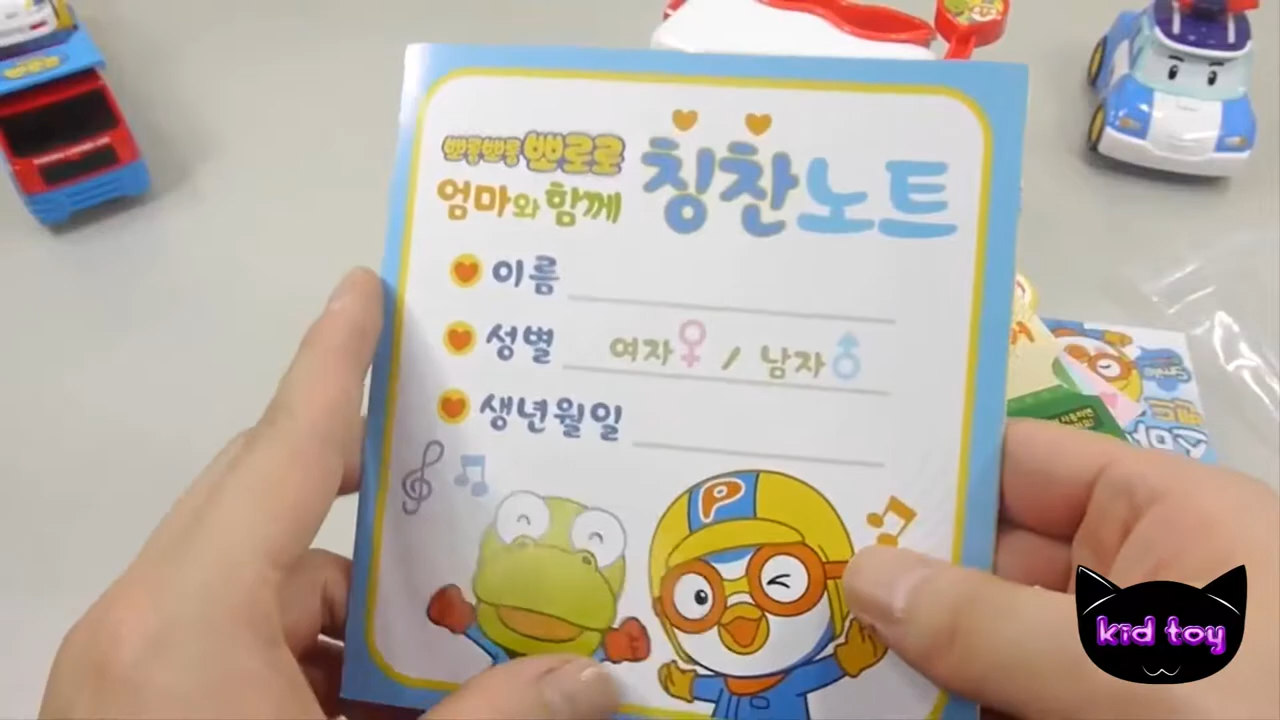 뽀롱뽀롱 뽀로로
엄마와 함께
칭찬노트
이름
성별 여자♀ / 남자♂
생년월일
P
kid toy